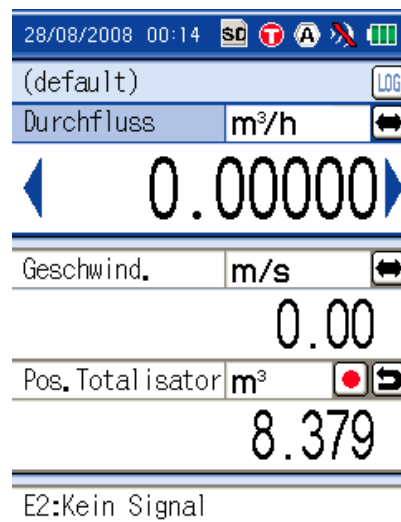 28/08/2008 00:14 SD T A
(default) LOG
Durchfluss m³/h
0.00000
Geschwind. m/s
0.00
Pos.Totalisator m³
8.379
E2:Kein Signal